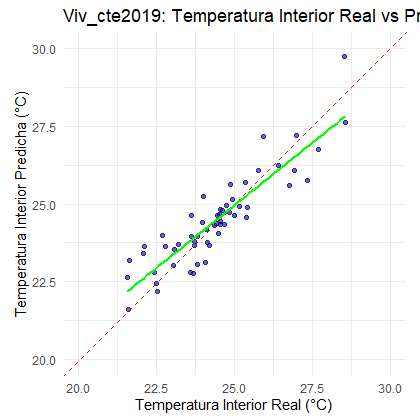 Viv_cte2019: Temperatura Interior Real vs Pr
30.0
27.5
25.0
22.5
20.0
Temperatura Interior Predicha (°C)
20.0 22.5 25.0 27.5 30.0
Temperatura Interior Real (°C)